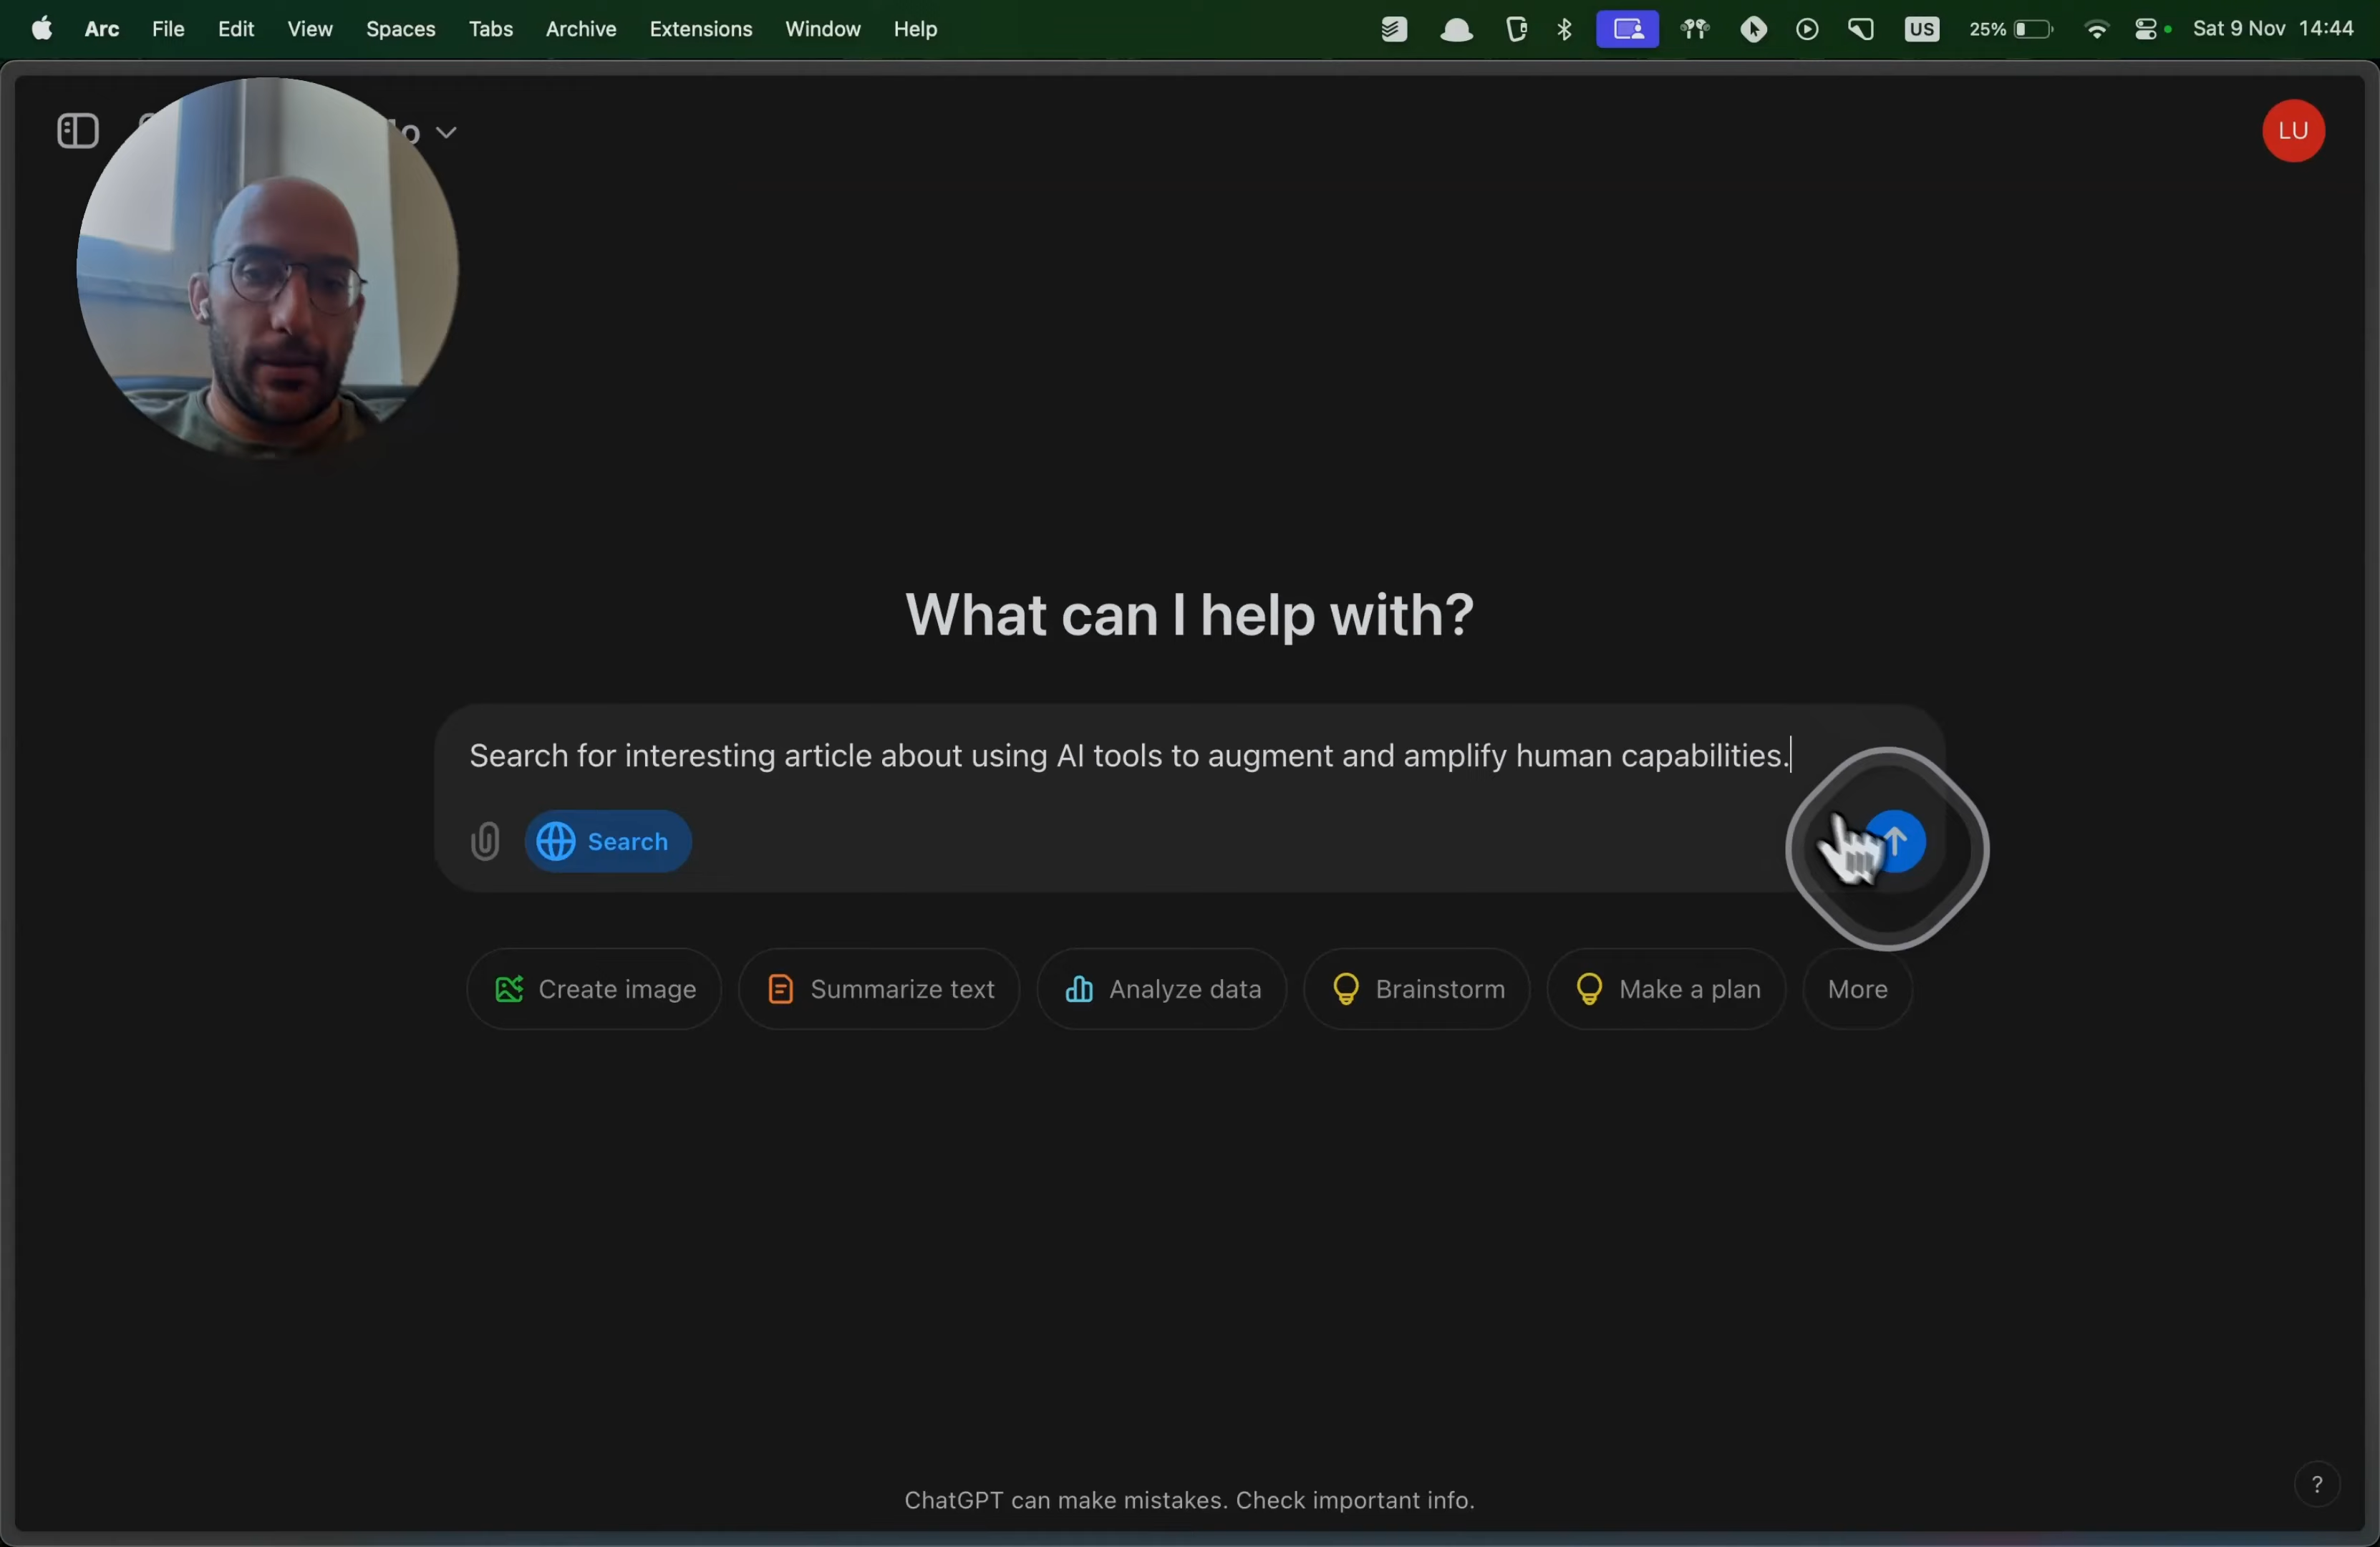 Arc File Edit View Spaces Tabs Archive Extensions Window Help US 25% Sat 9 Nov 14:44
LU
What can I help with?
Search for interesting article about using AI tools to augment and amplify human capabilities.
Search
Create image Summarize text Analyze data Brainstorm Make a plan More
ChatGPT can make mistakes. Check important info.
?